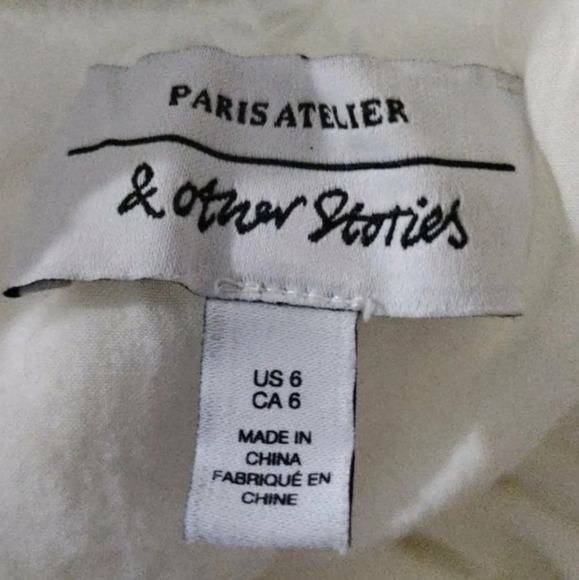 PARIS ATELIER
& Other Stories
US 6
CA 6
MADE IN
CHINA
FABRIQUÉ EN
CHINE